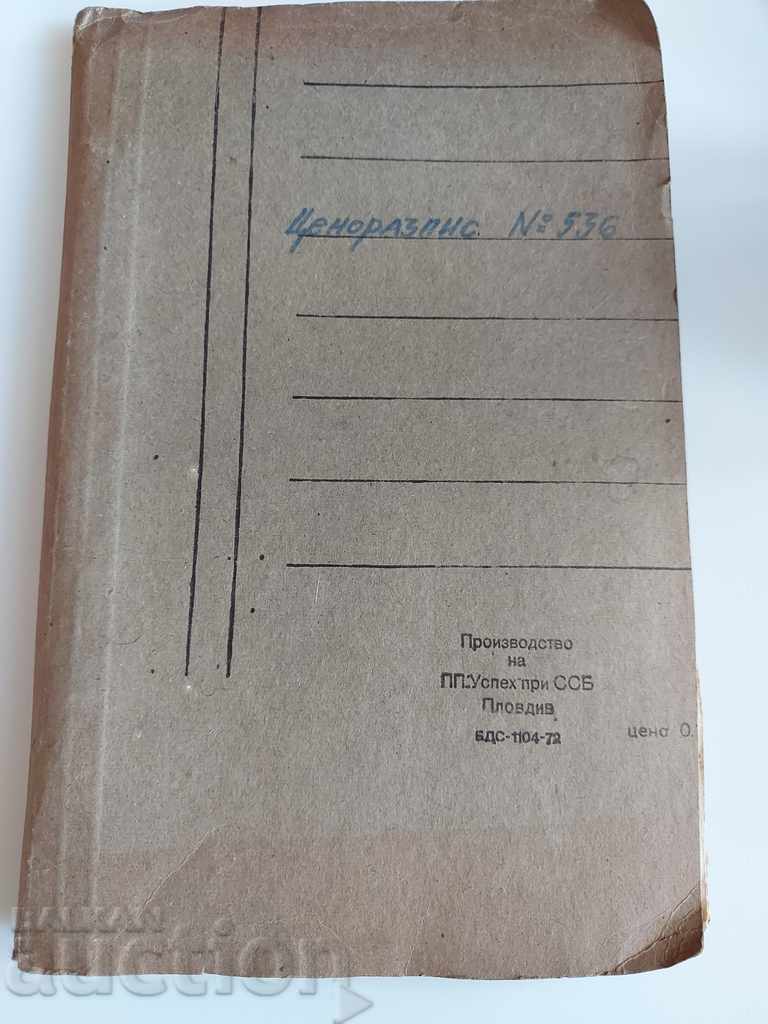 Ценоразпис № 536
Производство
на
ПП"Успех"при ССБ
Пловдив
БДС-1104-72
цена 0.
BALKAN
auction